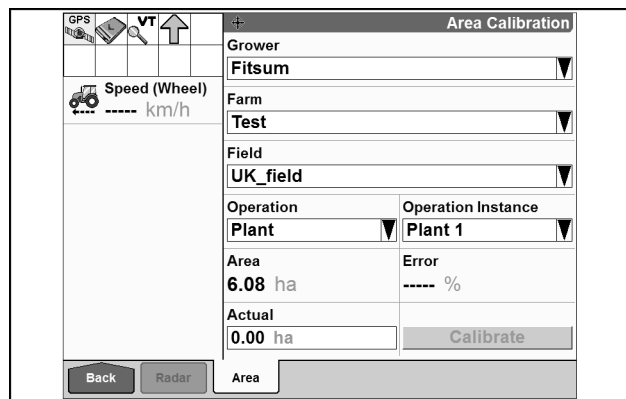 GPS
L
VT
Area Calibration
Speed (Wheel)
----- km/h
Grower
Fitsum
Farm
Test
Field
UK_field
Operation
Operation Instance
Plant
Plant 1
Area
Error
6.08 ha
----- %
Actual
0.00 ha
Calibrate
Back
Radar
Area